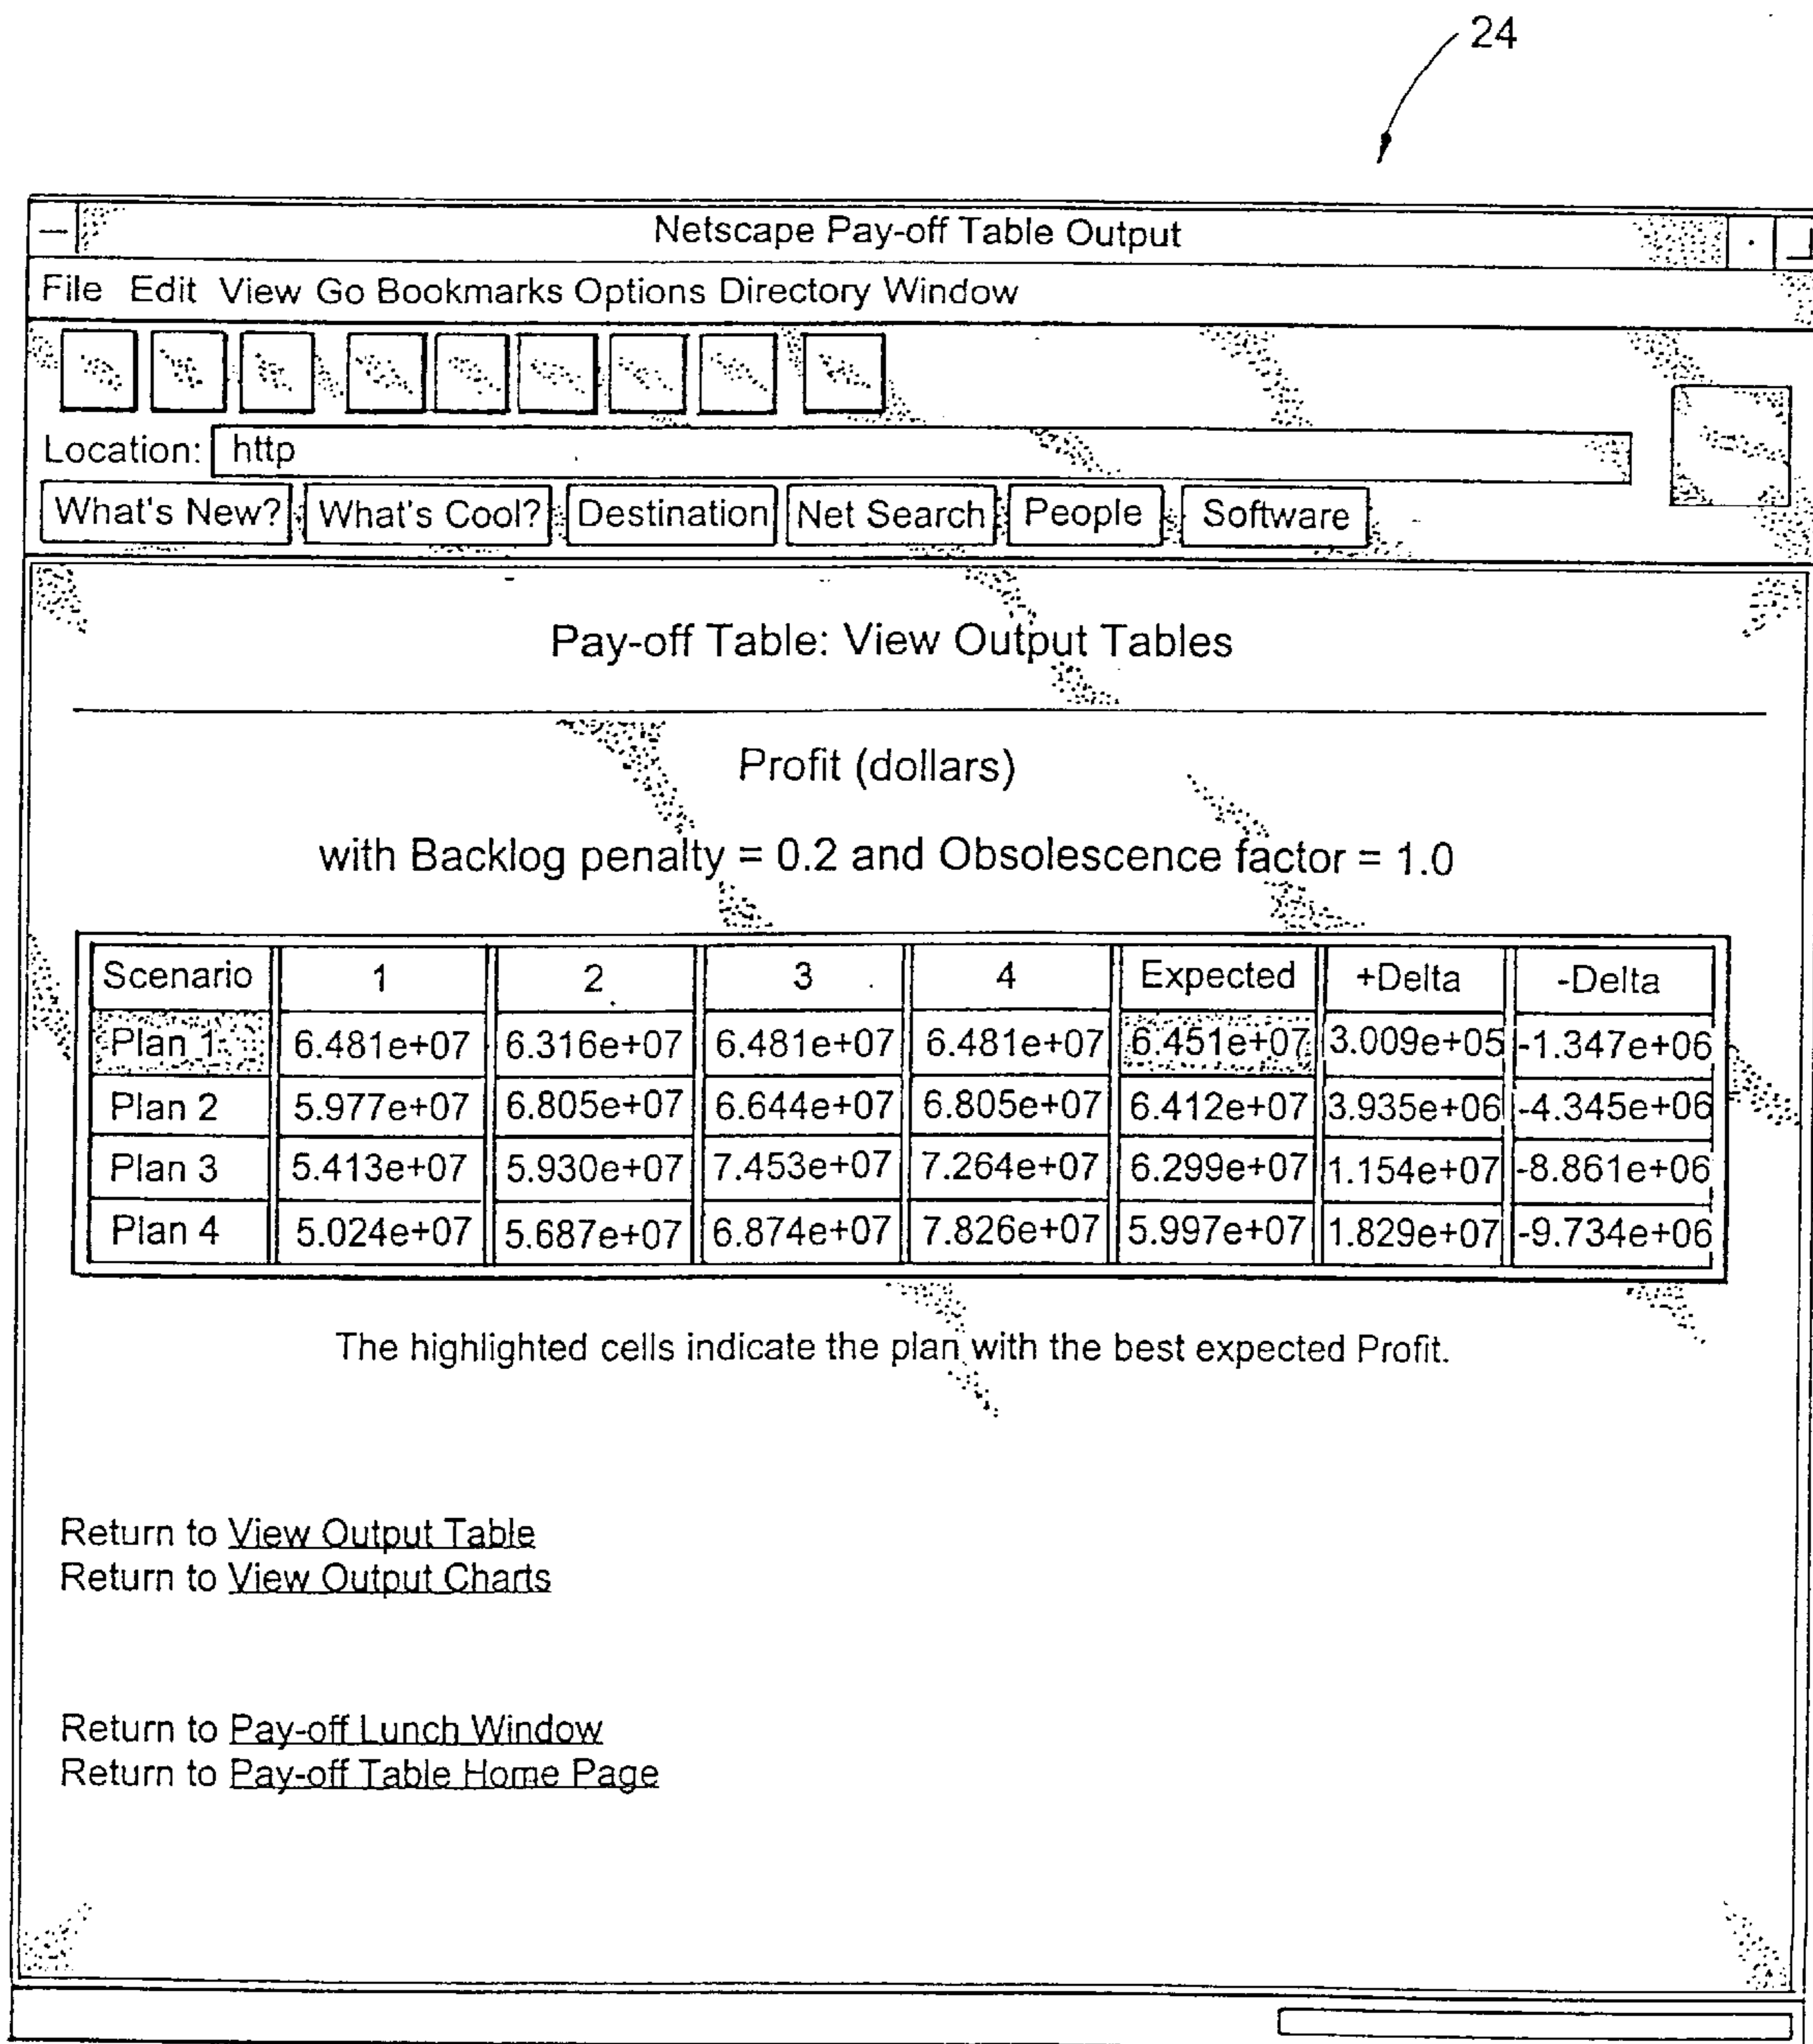 24
Netscape Pay-off Table Output
File Edit View Go Bookmarks Options Directory Window
Location: http
What's New? What's Cool? Destination Net Search People Software
Pay-off Table: View Output Tables
Profit (dollars)
with Backlog penalty = 0.2 and Obsolescence factor = 1.0
Scenario 1 2 3 4 Expected +Delta -Delta
Plan 1 6.481e+07 6.316e+07 6.481e+07 6.481e+07 6.451e+07 3.009e+05 -1.347e+06
Plan 2 5.977e+07 6.805e+07 6.644e+07 6.805e+07 6.412e+07 3.935e+06 -4.345e+06
Plan 3 5.413e+07 5.930e+07 7.453e+07 7.264e+07 6.299e+07 1.154e+07 -8.861e+06
Plan 4 5.024e+07 5.687e+07 6.874e+07 7.826e+07 5.997e+07 1.829e+07 -9.734e+06
The highlighted cells indicate the plan with the best expected Profit.
Return to View Output Table
Return to View Output Charts
Return to Pay-off Lunch Window
Return to Pay-off Table Home Page